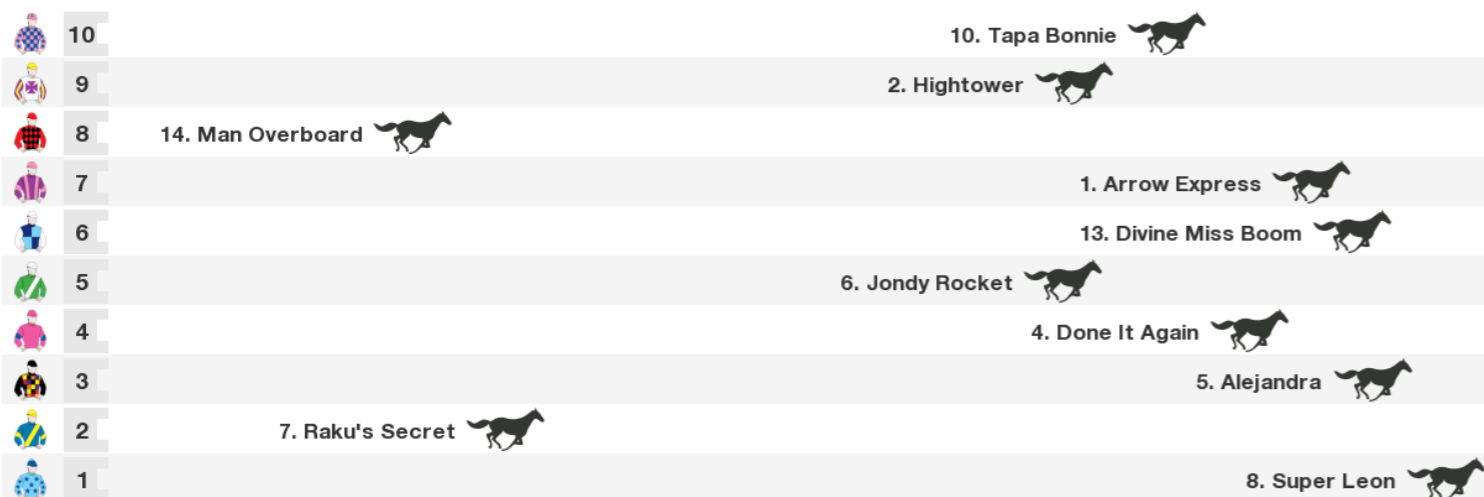 10 10. Tapa Bonnie
9 2. Hightower
8 14. Man Overboard
7 1. Arrow Express
6 13. Divine Miss Boom
5 6. Jondy Rocket
4 4. Done It Again
3 5. Alejandra
2 7. Raku's Secret
1 8. Super Leon